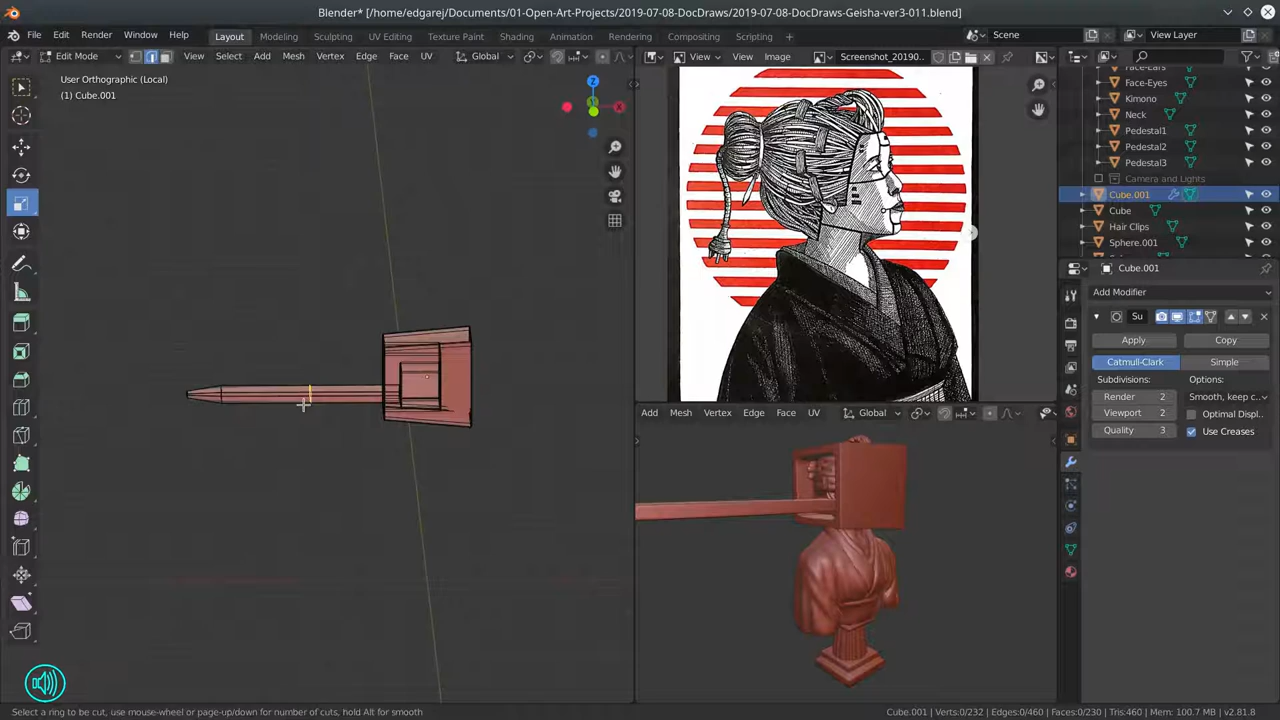 Blender* [/home/edgarej/Documents/01-Open-Art-Projects/2019-07-08-DocDraws/2019-07-08-DocDraws-Geisha-ver3-011.blend]
File Edit Render Window Help Layout Modeling Sculpting UV Editing Texture Paint Shading Animation Rendering Compositing Scripting + Scene View Layer
Edit Mode View Select Add Mesh Vertex Edge Face UV Global View View Image Screenshot_20190..
User Orthographic (Local)
(1) Cube.001
Z
Face-Eyes
Kimono
Neck
Pedestal1
Pedestal2
Pedestal3
Camera and Lights
Cube.001
Cube
Hair Clips
Sphere.001
Cube.001
Add Modifier
Su
Apply Copy
Catmull-Clark Simple
Subdivisions: Options:
Render 2 Smooth, keep c..
Viewport 2 Optimal Displ..
Quality 3 Use Creases
Add Mesh Vertex Edge Face UV Global
Select a ring to be cut, use mouse-wheel or page-up/down for number of cuts, hold Alt for smooth
Cube.001 | Verts:0/232 | Edges:0/460 | Faces:0/230 | Tris:460 | Mem: 100.7 MB | v2.81.8